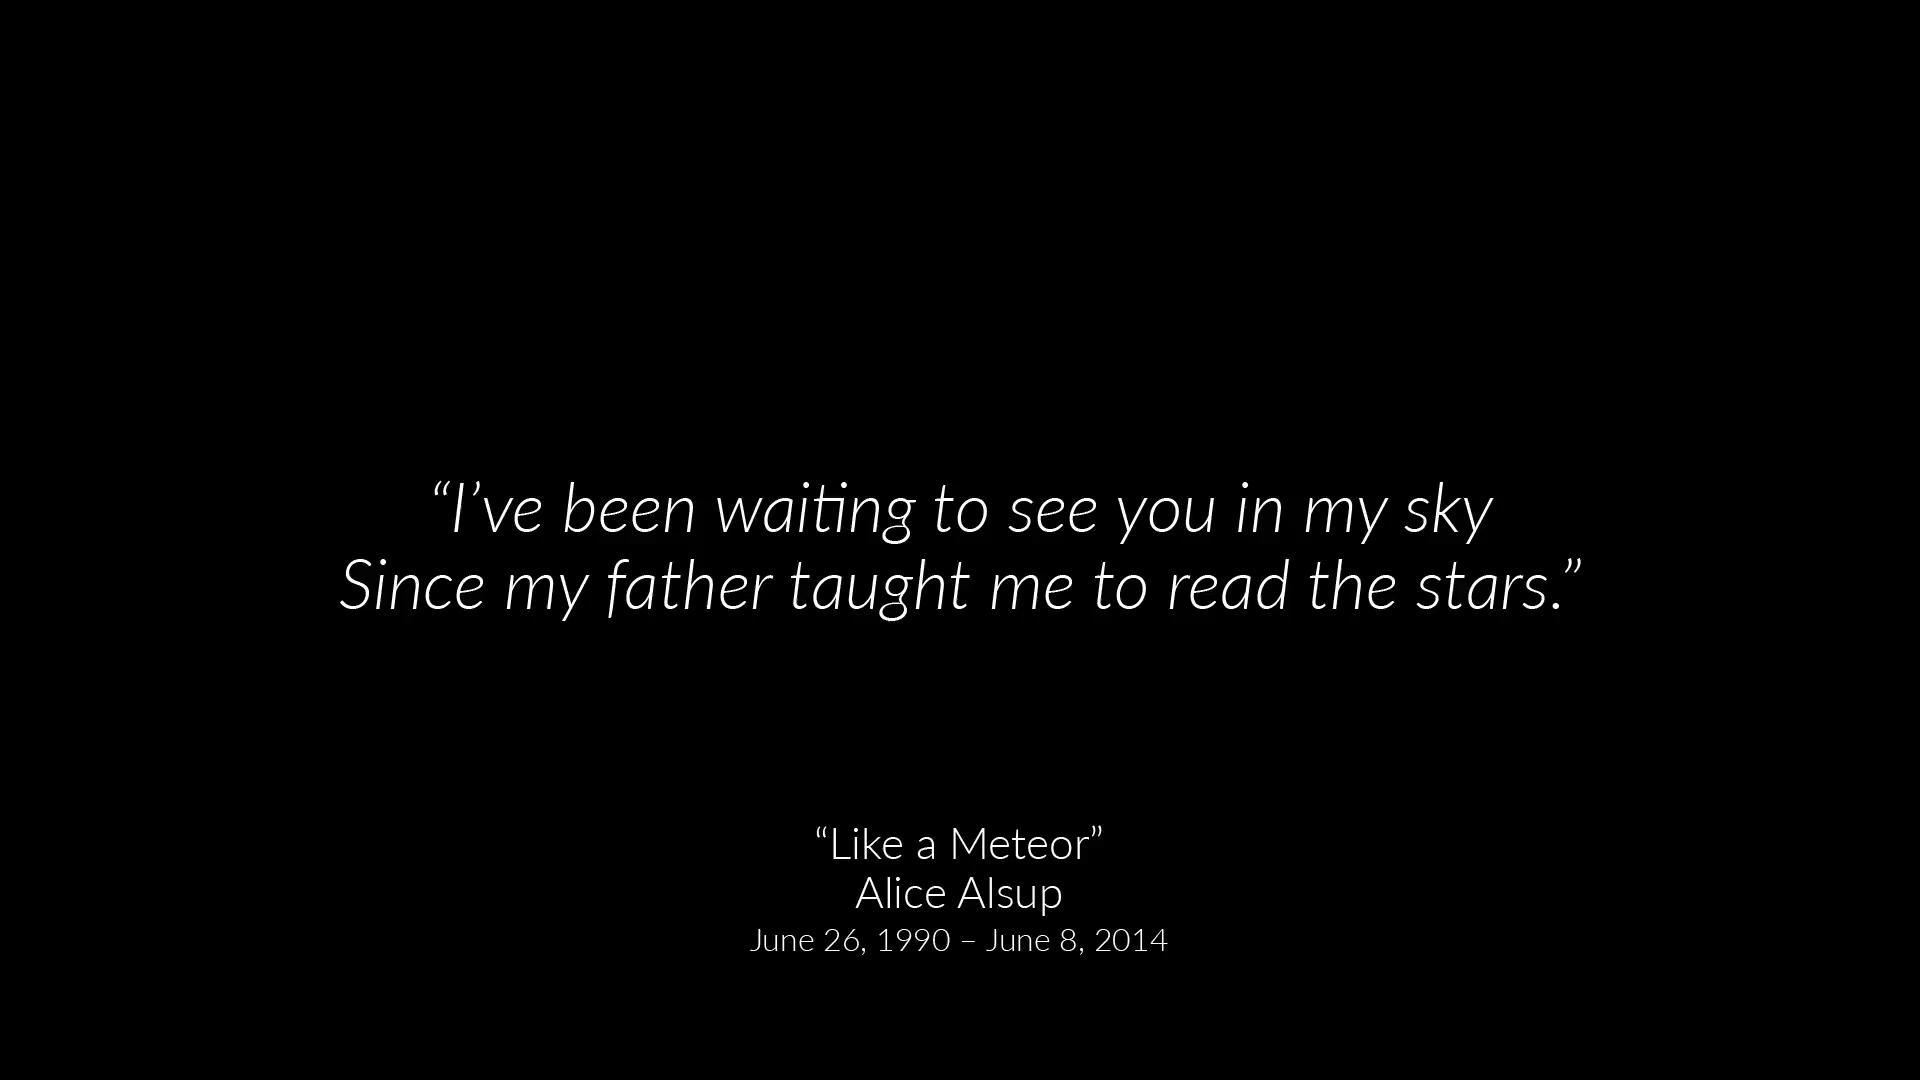 “I’ve been waiting to see you in my sky
Since my father taught me to read the stars.”
“Like a Meteor”
Alice Alsup
June 26, 1990 – June 8, 2014